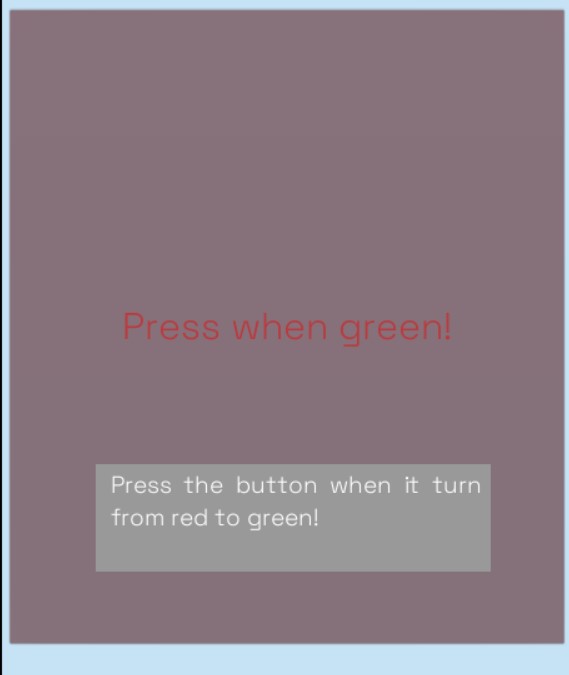 Press when green!
Press the button when it turn
from red to green!